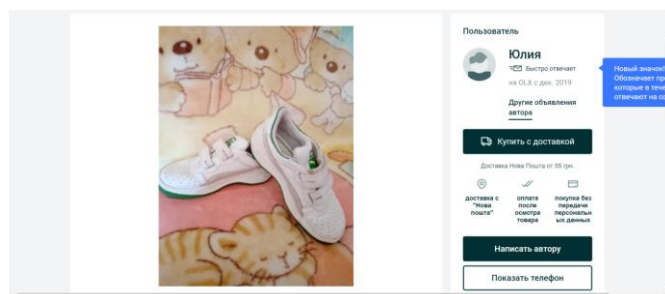 Пользователь
Юлия
Быстро отвечает
на OLX с дек. 2019
Другие объявления
автора
Новый значок!
Обозначает
которые в тече
отвечают на со
Купить с доставкой
Доставка Нова Пошта от 55 грн.
доставка с
"Нова
пошта"
оплата
после
осмотра
товара
покупка без
передачи
персональн
ых данных
Написать автору
Показать телефон